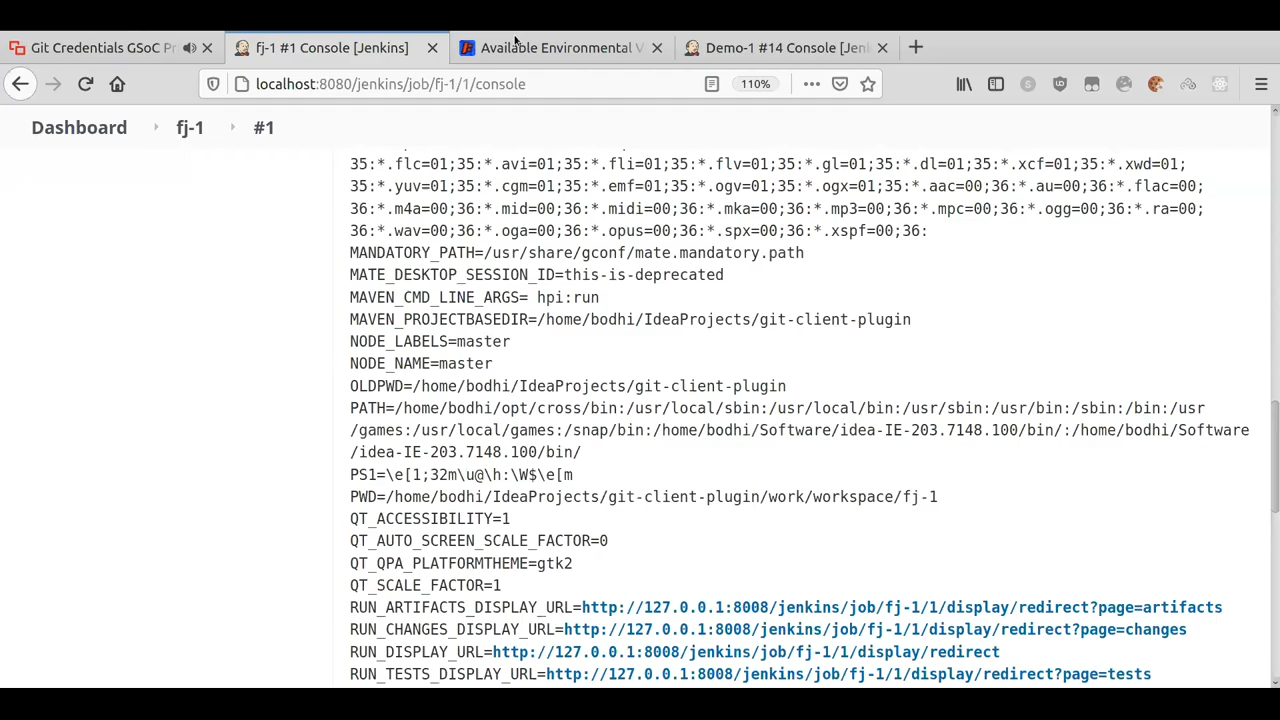 Git Credentials GSoC Pr
fj-1 #1 Console [Jenkins]
Available Environmental V
Demo-1 #14 Console [Jen
localhost:8080/jenkins/job/fj-1/1/console
110%
Dashboard fj-1 #1
35:*.flc=01;35:*.avi=01;35:*.fli=01;35:*.flv=01;35:*.gl=01;35:*.dl=01;35:*.xcf=01;35:*.xwd=01;
35:*.yuv=01;35:*.cgm=01;35:*.emf=01;35:*.ogv=01;35:*.ogx=01;35:*.aac=00;36:*.au=00;36:*.flac=00;
36:*.m4a=00;36:*.mid=00;36:*.midi=00;36:*.mka=00;36:*.mp3=00;36:*.mpc=00;36:*.ogg=00;36:*.ra=00;
36:*.wav=00;36:*.oga=00;36:*.opus=00;36:*.spx=00;36:*.xspf=00;36:
MANDATORY_PATH=/usr/share/gconf/mate.mandatory.path
MATE_DESKTOP_SESSION_ID=this-is-deprecated
MAVEN_CMD_LINE_ARGS= hpi:run
MAVEN_PROJECTBASEDIR=/home/bodhi/IdeaProjects/git-client-plugin
NODE_LABELS=master
NODE_NAME=master
OLDPWD=/home/bodhi/IdeaProjects/git-client-plugin
PATH=/home/bodhi/opt/cross/bin:/usr/local/sbin:/usr/local/bin:/usr/sbin:/usr/bin:/sbin:/bin:/usr
/games:/usr/local/games:/snap/bin:/home/bodhi/Software/idea-IE-203.7148.100/bin/:/home/bodhi/Software
/idea-IE-203.7148.100/bin/
PS1=\e[1;32m\u@\h:\W$\e[m
PWD=/home/bodhi/IdeaProjects/git-client-plugin/work/workspace/fj-1
QT_ACCESSIBILITY=1
QT_AUTO_SCREEN_SCALE_FACTOR=0
QT_QPA_PLATFORMTHEME=gtk2
QT_SCALE_FACTOR=1
RUN_ARTIFACTS_DISPLAY_URL=http://127.0.0.1:8008/jenkins/job/fj-1/1/display/redirect?page=artifacts
RUN_CHANGES_DISPLAY_URL=http://127.0.0.1:8008/jenkins/job/fj-1/1/display/redirect?page=changes
RUN_DISPLAY_URL=http://127.0.0.1:8008/jenkins/job/fj-1/1/display/redirect
RUN_TESTS_DISPLAY_URL=http://127.0.0.1:8008/jenkins/job/fj-1/1/display/redirect?page=tests